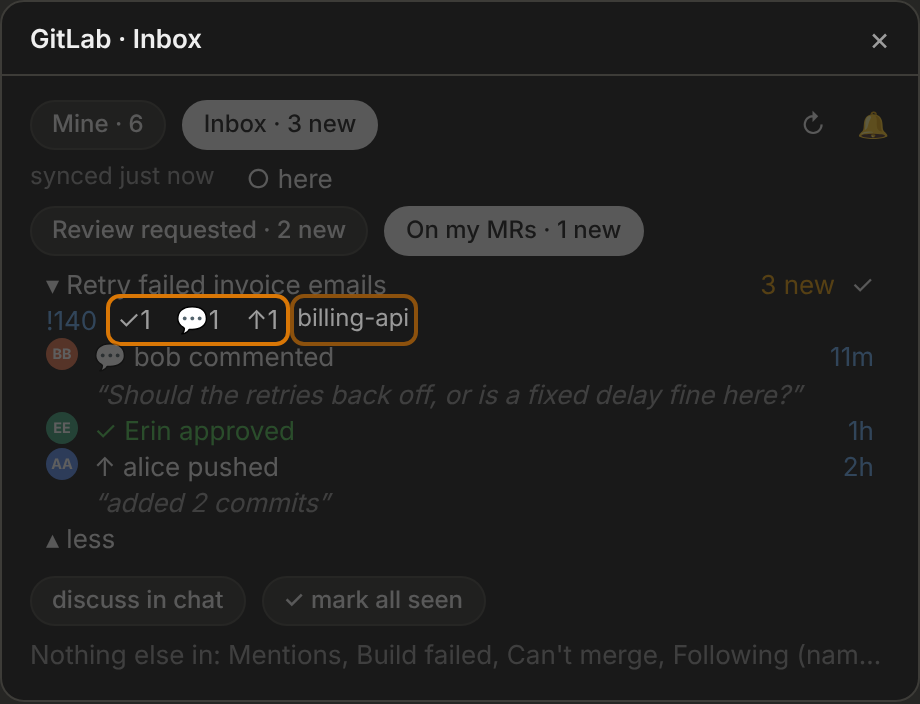 GitLab · Inbox ×
Mine · 6 Inbox · 3 new 🔔
synced just now here
Review requested · 2 new On my MRs · 1 new
▾ Retry failed invoice emails 3 new ✓
!140 ✓1 💬1 ↑1 billing-api
BB 💬 bob commented 11m
“Should the retries back off, or is a fixed delay fine here?”
EE ✓ Erin approved 1h
AA ↑ alice pushed 2h
“added 2 commits”
▴ less
discuss in chat ✓ mark all seen
Nothing else in: Mentions, Build failed, Can't merge, Following (nam...